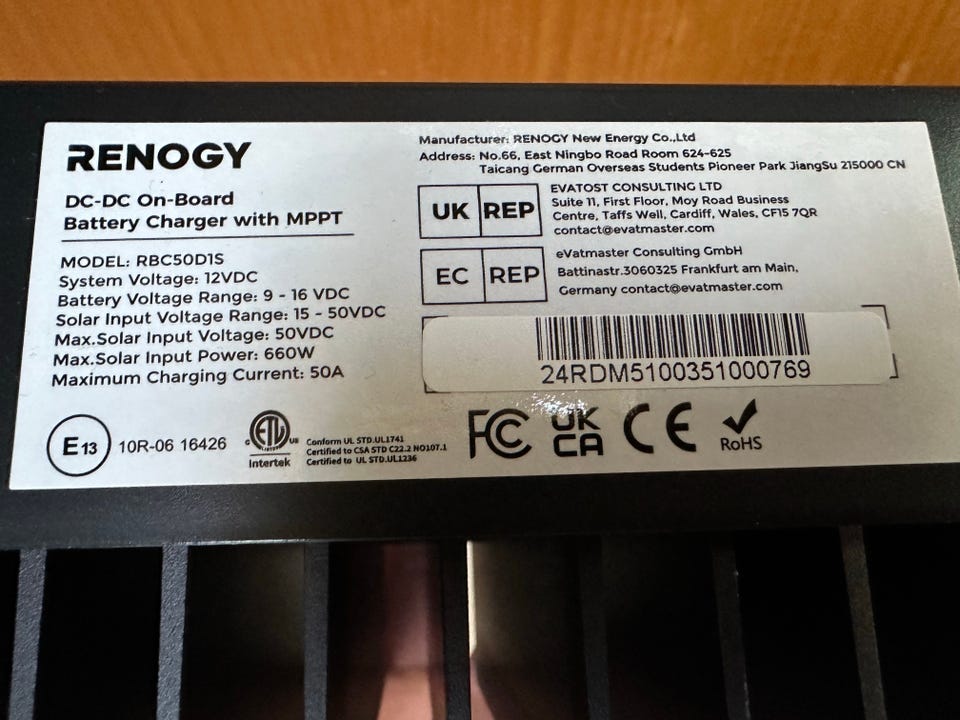 RENOGY
DC-DC On-Board
Battery Charger with MPPT
MODEL: RBC50D1S
System Voltage: 12VDC
Battery Voltage Range: 9 - 16 VDC
Solar Input Voltage Range: 15 - 50VDC
Max.Solar Input Voltage: 50VDC
Max.Solar Input Power: 660W
Maximum Charging Current: 50A
Manufacturer: RENOGY New Energy Co.,Ltd
Address: No.66, East Ningbo Road Room 624-625
Taicang German Overseas Students Pioneer Park JiangSu 215000 CN
UK REP
EVATOST CONSULTING LTD
Suite 11, First Floor, Moy Road Business
Centre, Taffs Well, Cardiff, Wales, CF15 7QR
contact@evatmaster.com
EC REP
eVatmaster Consulting GmbH
Battinastr.3060325 Frankfurt am Main,
Germany contact@evatmaster.com
24RDM5100351000769
E13 10R-06 16426
C ETL US
LISTED
Intertek
Conform UL STD.UL1741
Certified to CSA STD C22.2 NO107.1
Certified to UL STD.UL1236
FC
UK
CA
CE
RoHS